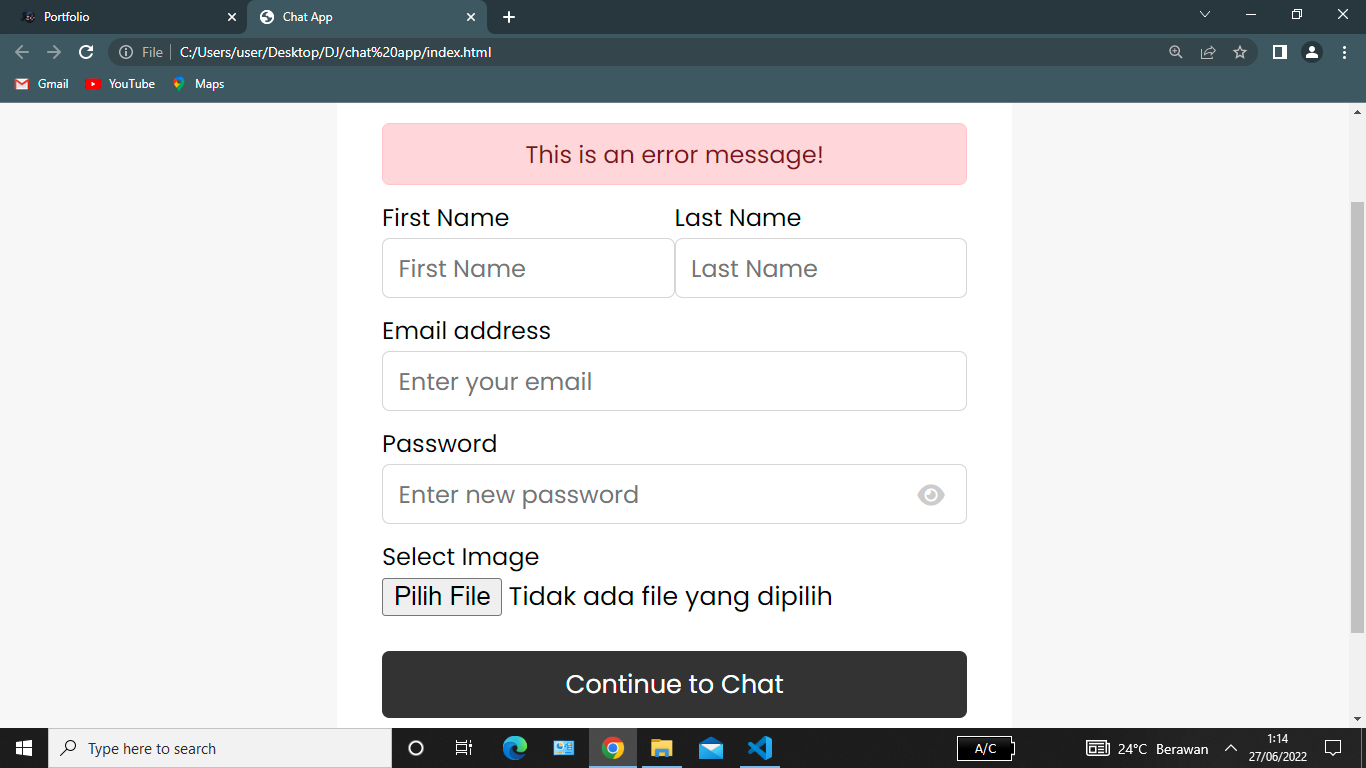 Portfolio
Chat App
File
C:/Users/user/Desktop/DJ/chat%20app/index.html
Gmail
YouTube
Maps
This is an error message!
First Name Last Name
First Name Last Name
Email address
Enter your email
Password
Enter new password
Select Image
Pilih File Tidak ada file yang dipilih
Continue to Chat
Type here to search
A/C
24°C Berawan
1:14
27/06/2022